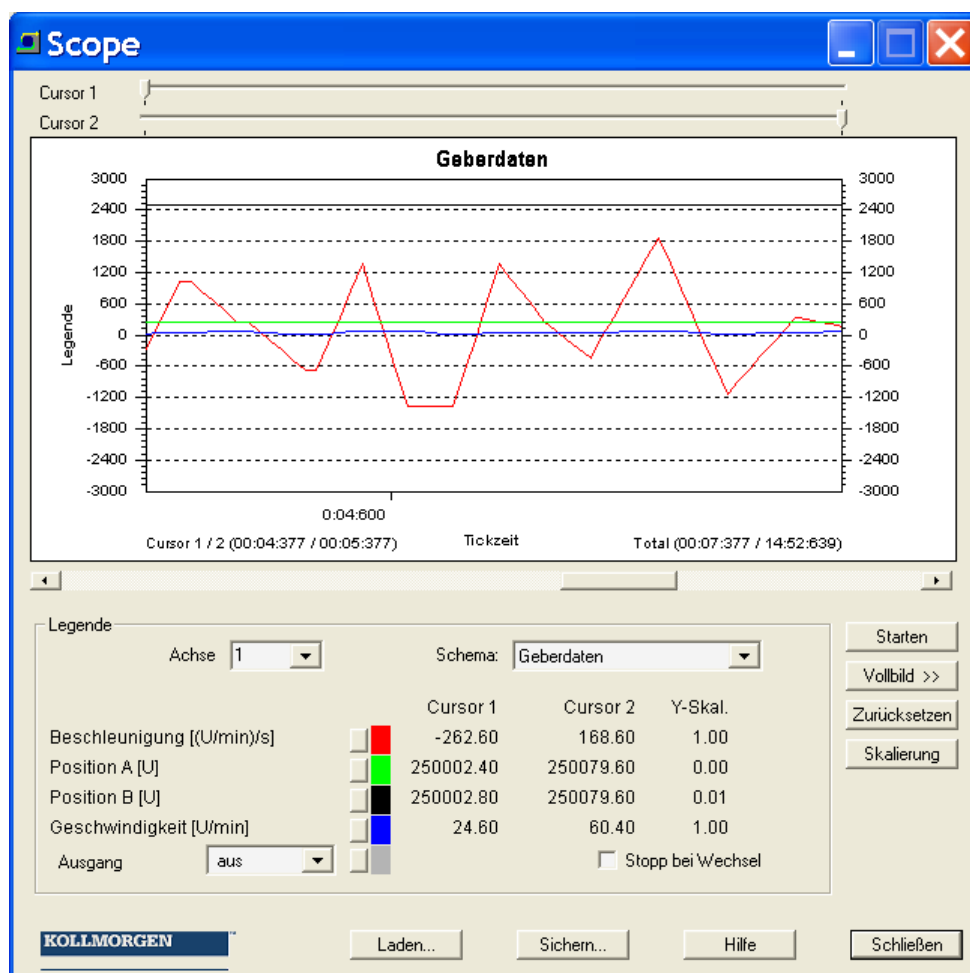 Scope
Cursor 1
Cursor 2
Geberdaten
3000 3000
2400 2400
1800 1800
1200 1200
600 600
0 0
-600 -600
-1200 -1200
-1800 -1800
-2400 -2400
-3000 -3000
Legende
0:04:600
Cursor 1 / 2 (00:04:377 / 00:05:377) Tickzeit Total (00:07:377 / 14:52:639)
Legende
Achse 1 Schema: Geberdaten
Cursor 1 Cursor 2 Y-Skal.
Beschleunigung [(U/min)/s] -262.60 168.60 1.00
Position A [U] 250002.40 250079.60 0.00
Position B [U] 250002.80 250079.60 0.01
Geschwindigkeit [U/min] 24.60 60.40 1.00
Ausgang aus Stopp bei Wechsel
Starten
Vollbild >>
Zurücksetzen
Skalierung
KOLLMORGEN™
Laden... Sichern... Hilfe Schließen